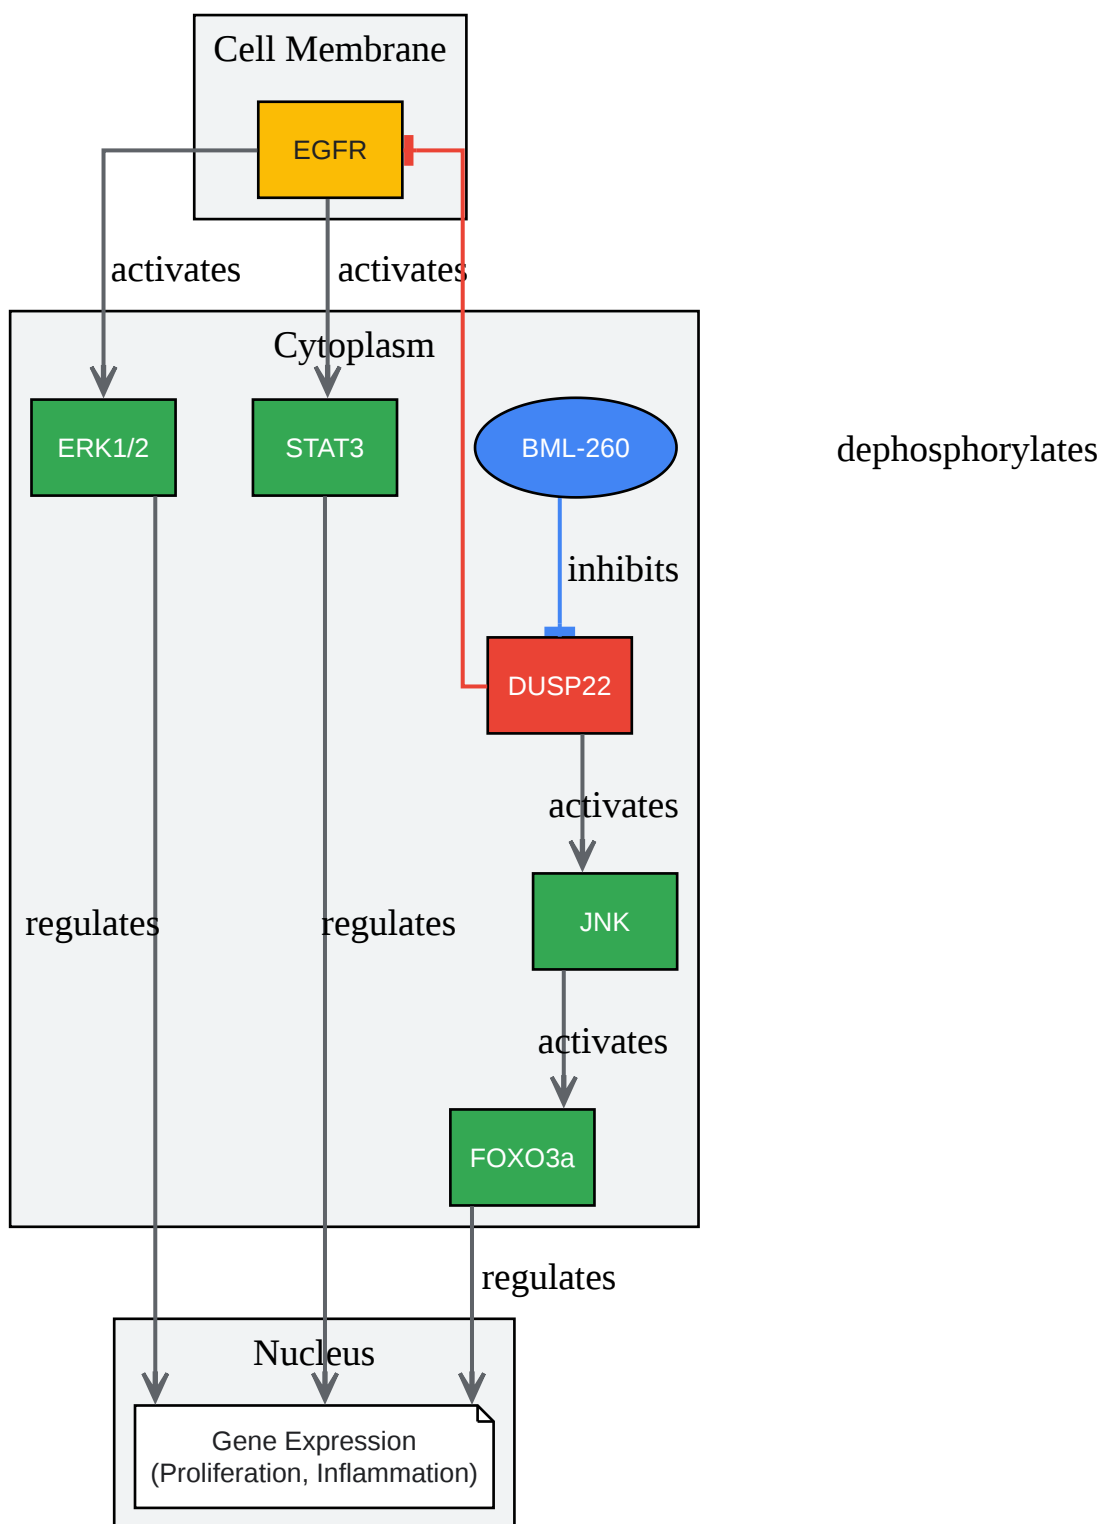 Cell Membrane
EGFR
activates
activates
Cytoplasm
ERK1/2
STAT3
BML-260
dephosphorylates
inhibits
DUSP22
activates
JNK
regulates
regulates
activates
FOXO3a
regulates
Nucleus
Gene Expression
(Proliferation, Inflammation)